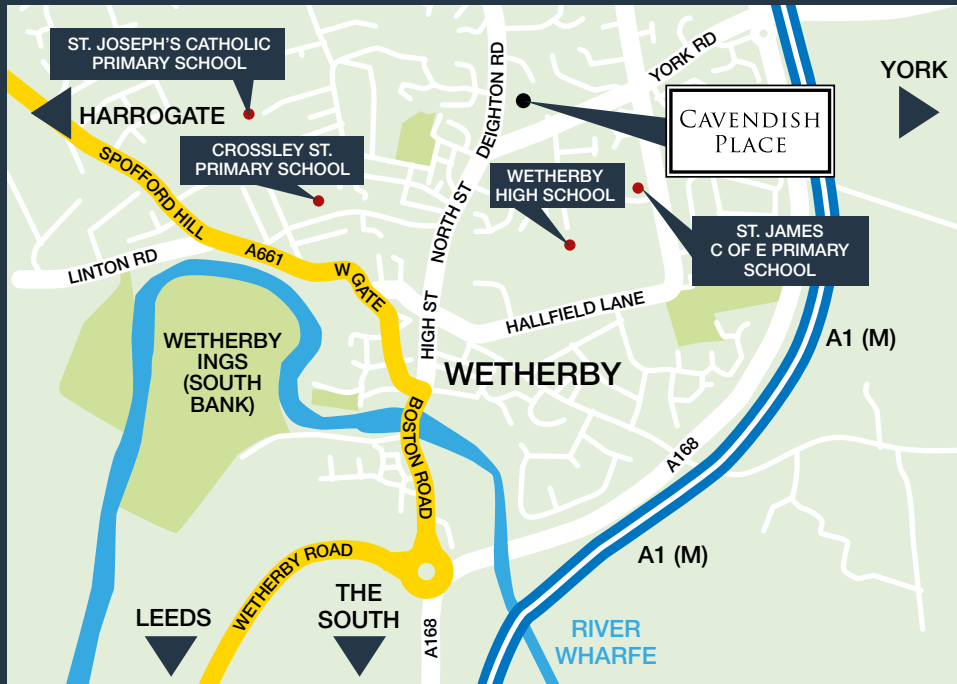 ST. JOSEPH'S CATHOLIC
PRIMARY SCHOOL
DEIGHTON RD
YORK RD
YORK
HARROGATE
CAVENDISH
PLACE
CROSSLEY ST.
PRIMARY SCHOOL
WETHERBY
HIGH SCHOOL
SPOFFORD HILL
NORTH ST
ST. JAMES
C OF E PRIMARY
SCHOOL
LINTON RD
A661
W GATE
HIGH ST
HALLFIELD LANE
A1 (M)
WETHERBY
INGS
(SOUTH
BANK)
WETHERBY
BOSTON ROAD
A168
A1 (M)
WETHERBY ROAD
LEEDS
THE
SOUTH
A168
RIVER
WHARFE